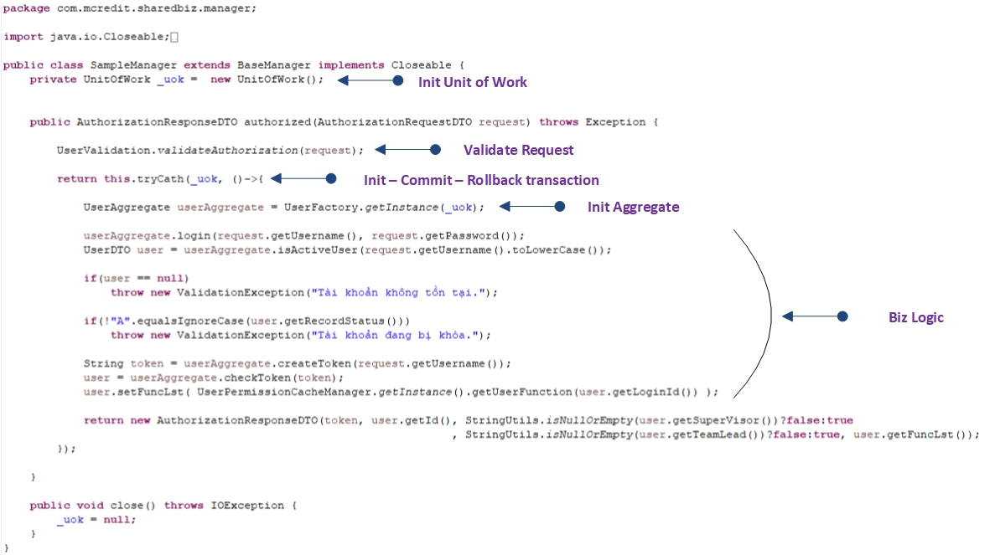 package com.mcredit.sharedbiz.manager;
import java.io.Closeable;
public class SampleManager extends BaseManager implements Closeable {
private UnitOfWork _uok = new UnitOfWork();
Init Unit of Work
public AuthorizationResponseDTO authorized(AuthorizationRequestDTO request) throws Exception {
UserValidation.validateAuthorization(request);
Validate Request
return this.tryCath(_uok, ()->{
Init – Commit – Rollback transaction
UserAggregate userAggregate = UserFactory.getInstance(_uok);
Init Aggregate
userAggregate.login(request.getUsername(), request.getPassword());
UserDTO user = userAggregate.isActiveUser(request.getUsername().toLowerCase());
if(user == null)
throw new ValidationException("Tài khoản không tồn tại.");
if(!"A".equalsIgnoreCase(user.getRecordStatus()))
throw new ValidationException("Tài khoản đang bị khóa.");
Biz Logic
String token = userAggregate.createToken(request.getUsername());
user = userAggregate.checkToken(token);
user.setFuncLst( UserPermissionCacheManager.getInstance().getUserFunction(user.getLoginId()) );
return new AuthorizationResponseDTO(token, user.getId(), StringUtils.isNullOrEmpty(user.getSuperVisor())?false:true
, StringUtils.isNullOrEmpty(user.getTeamLead())?false:true, user.getFuncLst());
});
}
public void close() throws IOException {
_uok = null;
}
}